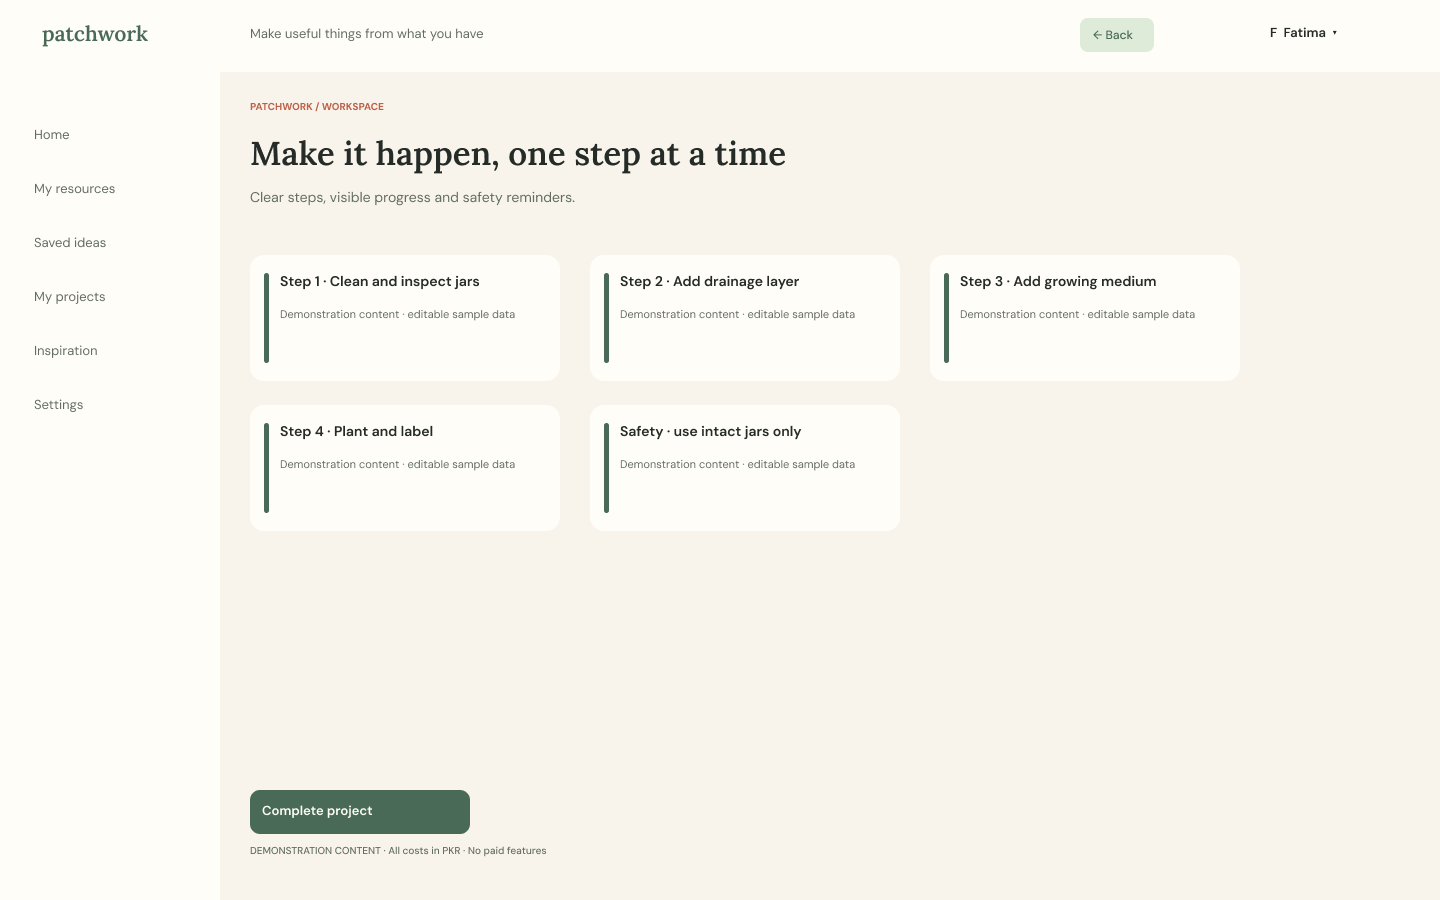 patchwork
Make useful things from what you have
← Back
F Fatima ▾
Home
My resources
Saved ideas
My projects
Inspiration
Settings
PATCHWORK / WORKSPACE
Make it happen, one step at a time
Clear steps, visible progress and safety reminders.
Step 1 · Clean and inspect jars
Demonstration content · editable sample data
Step 2 · Add drainage layer
Demonstration content · editable sample data
Step 3 · Add growing medium
Demonstration content · editable sample data
Step 4 · Plant and label
Demonstration content · editable sample data
Safety · use intact jars only
Demonstration content · editable sample data
Complete project
DEMONSTRATION CONTENT · All costs in PKR · No paid features